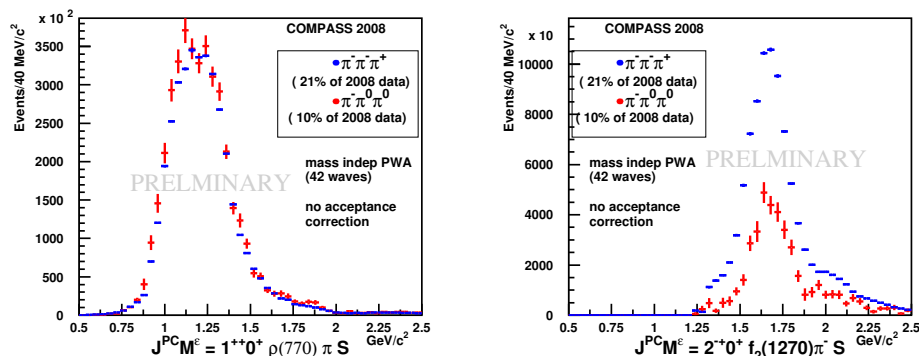 x 10²
COMPASS 2008
π⁻π⁻π⁺
( 21% of 2008 data)
π⁻π⁰π⁰
( 10% of 2008 data)
mass indep PWA
(42 waves)
PRELMINARY
no acceptance
correction
Events/40 MeV/c²
3500
3000
2500
2000
1500
1000
500
0
0.5 0.75 1 1.25 1.5 1.75 2 2.25 2.5
GeV/c²
J^PC M^ε = 1⁺⁺0⁺ ρ(770) π S
x 10
COMPASS 2008
π⁻π⁻π⁺
( 21% of 2008 data)
π⁻π⁰π⁰
( 10% of 2008 data)
mass indep PWA
(42 waves)
PRELMINARY
no acceptance
correction
Events/40 MeV/c²
10000
8000
6000
4000
2000
0
0.5 0.75 1 1.25 1.5 1.75 2 2.25 2.5
GeV/c²
J^PC M^ε = 2⁻⁺0⁺ f₂(1270)π⁻ S